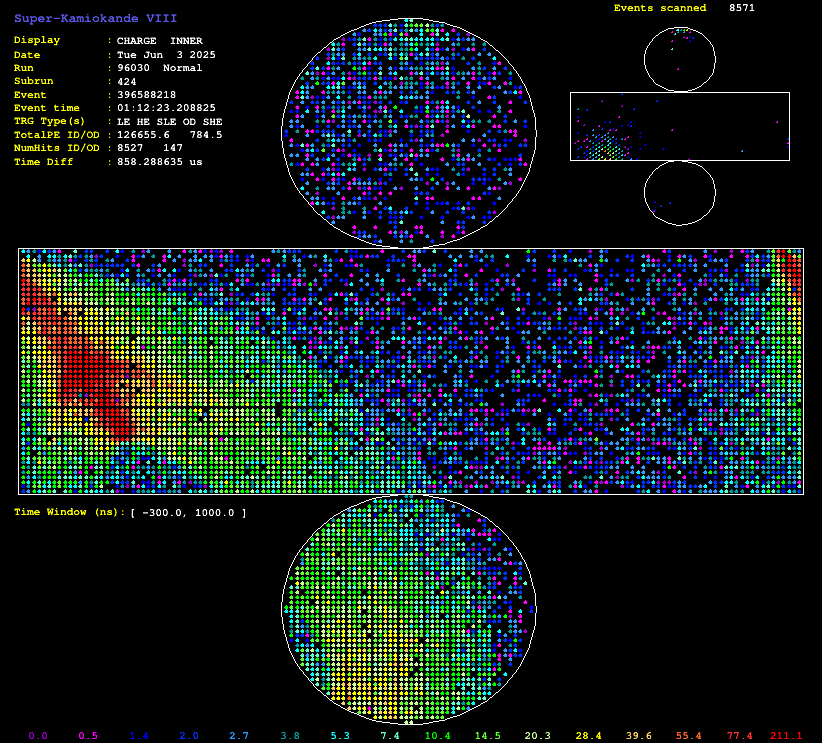 Super-Kamiokande VIII
Events scanned 8571
Display : CHARGE INNER
Date : Tue Jun 3 2025
Run : 96030 Normal
Subrun : 424
Event : 396588218
Event time : 01:12:23.208825
TRG Type(s) : LE HE SLE OD SHE
TotalPE ID/OD : 126655.6 784.5
NumHits ID/OD : 8527 147
Time Diff : 858.288635 us
Time Window (ns): [ -300.0, 1000.0 ]
0.0 0.5 1.4 2.0 2.7 3.8 5.3 7.4 10.4 14.5 20.3 28.4 39.6 55.4 77.4 211.1